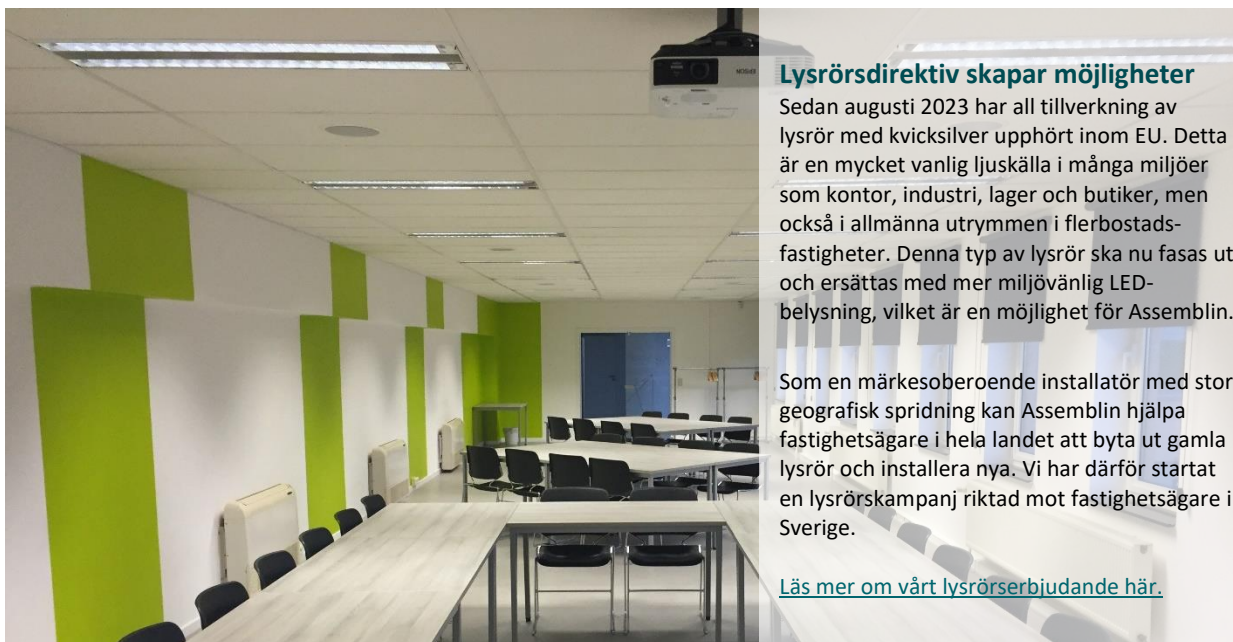 EPSON
Lysrörsdirektiv skapar möjligheter
Sedan augusti 2023 har all tillverkning av
lysrör med kvicksilver upphört inom EU. Detta
är en mycket vanlig ljuskälla i många miljöer
som kontor, industri, lager och butiker, men
också i allmänna utrymmen i flerbostads-
fastigheter. Denna typ av lysrör ska nu fasas ut
och ersättas med mer miljövänlig LED-
belysning, vilket är en möjlighet för Assemblin.
Som en märkesoberoende installatör med stor
geografisk spridning kan Assemblin hjälpa
fastighetsägare i hela landet att byta ut gamla
lysrör och installera nya. Vi har därför startat
en lysrörskampanj riktad mot fastighetsägare i
Sverige.
Läs mer om vårt lysrörserbjudande här.